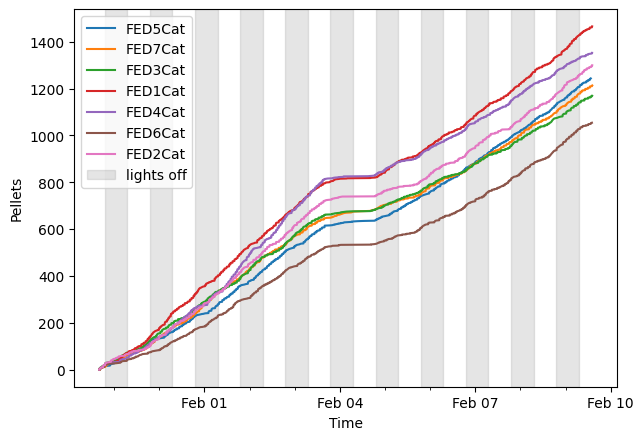 1400
1200
1000
800
600
400
200
0
Pellets
FED5Cat
FED7Cat
FED3Cat
FED1Cat
FED4Cat
FED6Cat
FED2Cat
lights off
Feb 01
Feb 04
Feb 07
Feb 10
Time